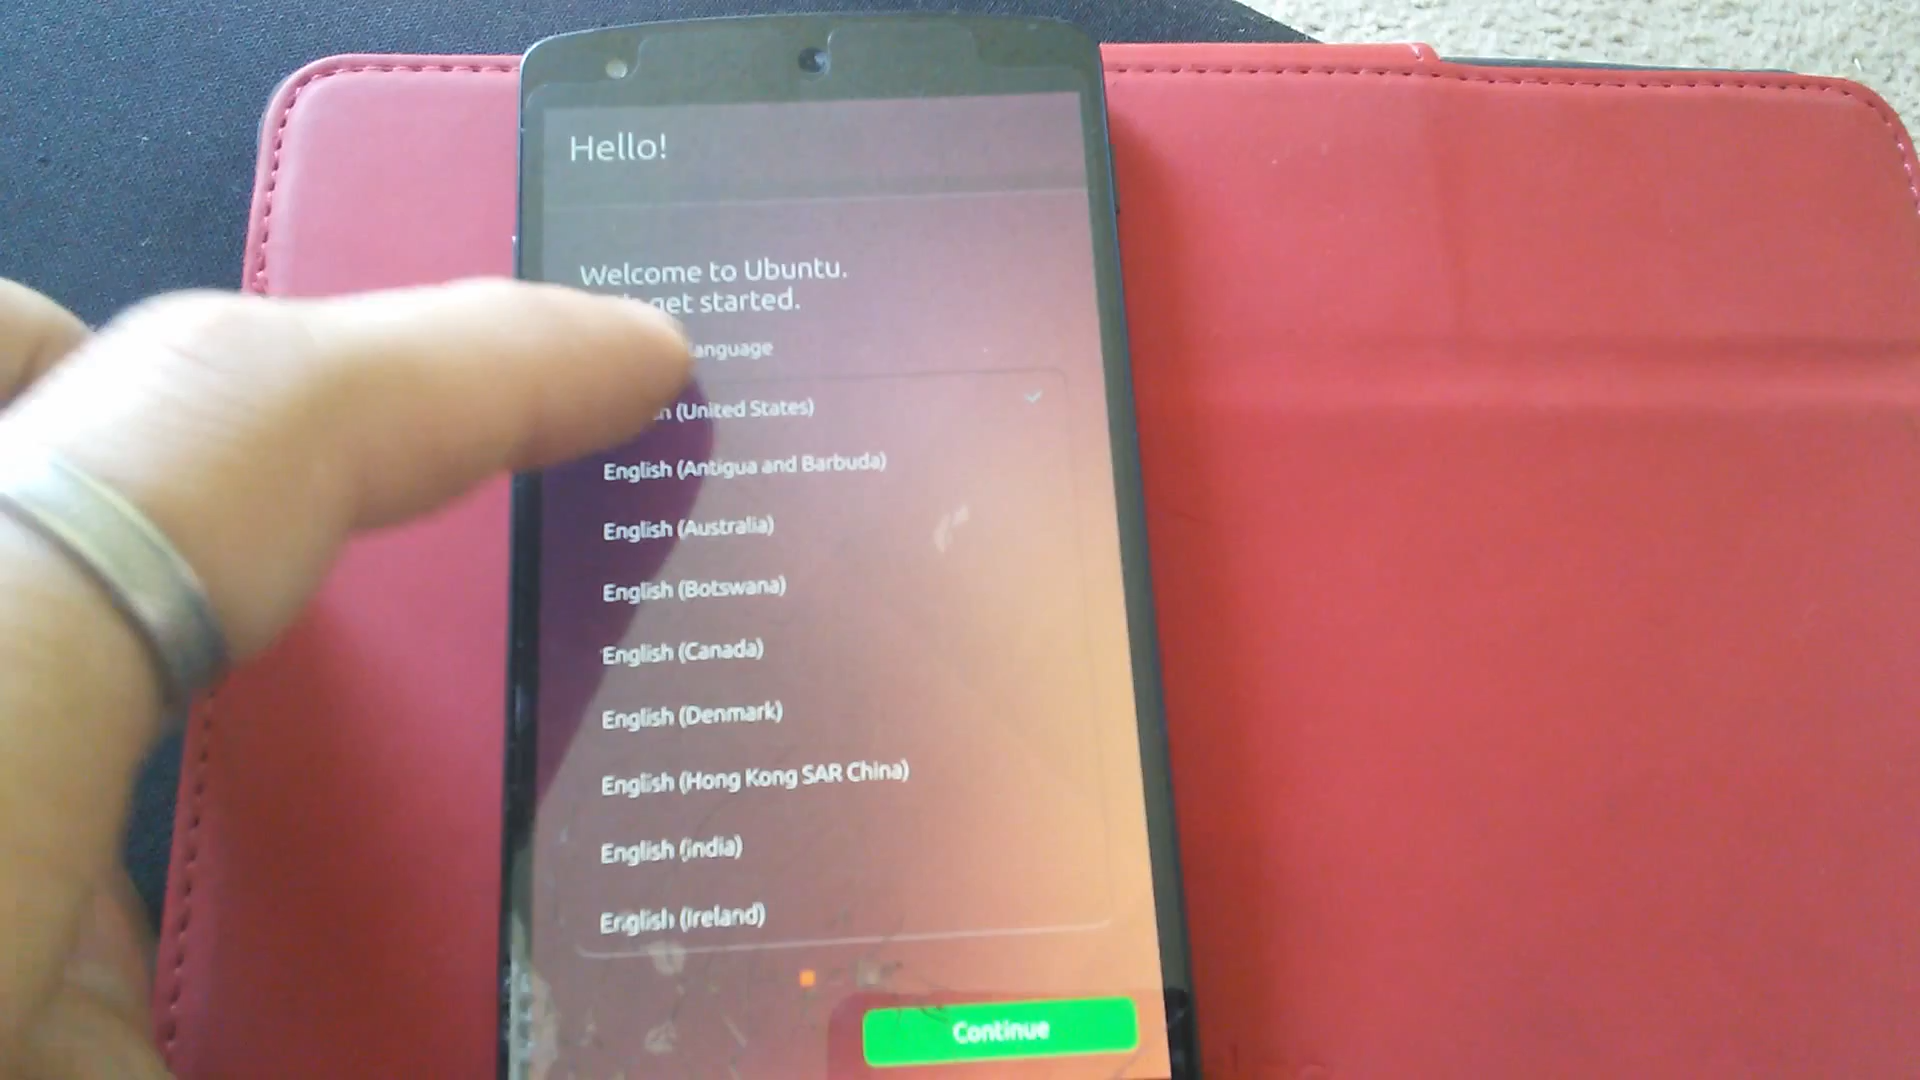 Hello!
Welcome to Ubuntu.
get started.
language
(United States)
English (Antigua and Barbuda)
English (Australia)
English (Botswana)
English (Canada)
English (Denmark)
English (Hong Kong SAR China)
English (India)
English (Ireland)
Continue